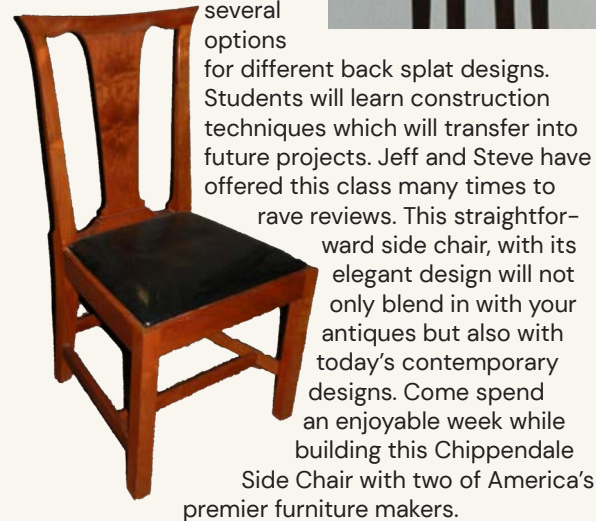 several
options
for different back splat designs.
Students will learn construction
techniques which will transfer into
future projects. Jeff and Steve have
offered this class many times to
rave reviews. This straightfor-
ward side chair, with its
elegant design will not
only blend in with your
antiques but also with
today’s contemporary
designs. Come spend
an enjoyable week while
building this Chippendale
Side Chair with two of America’s
premier furniture makers.